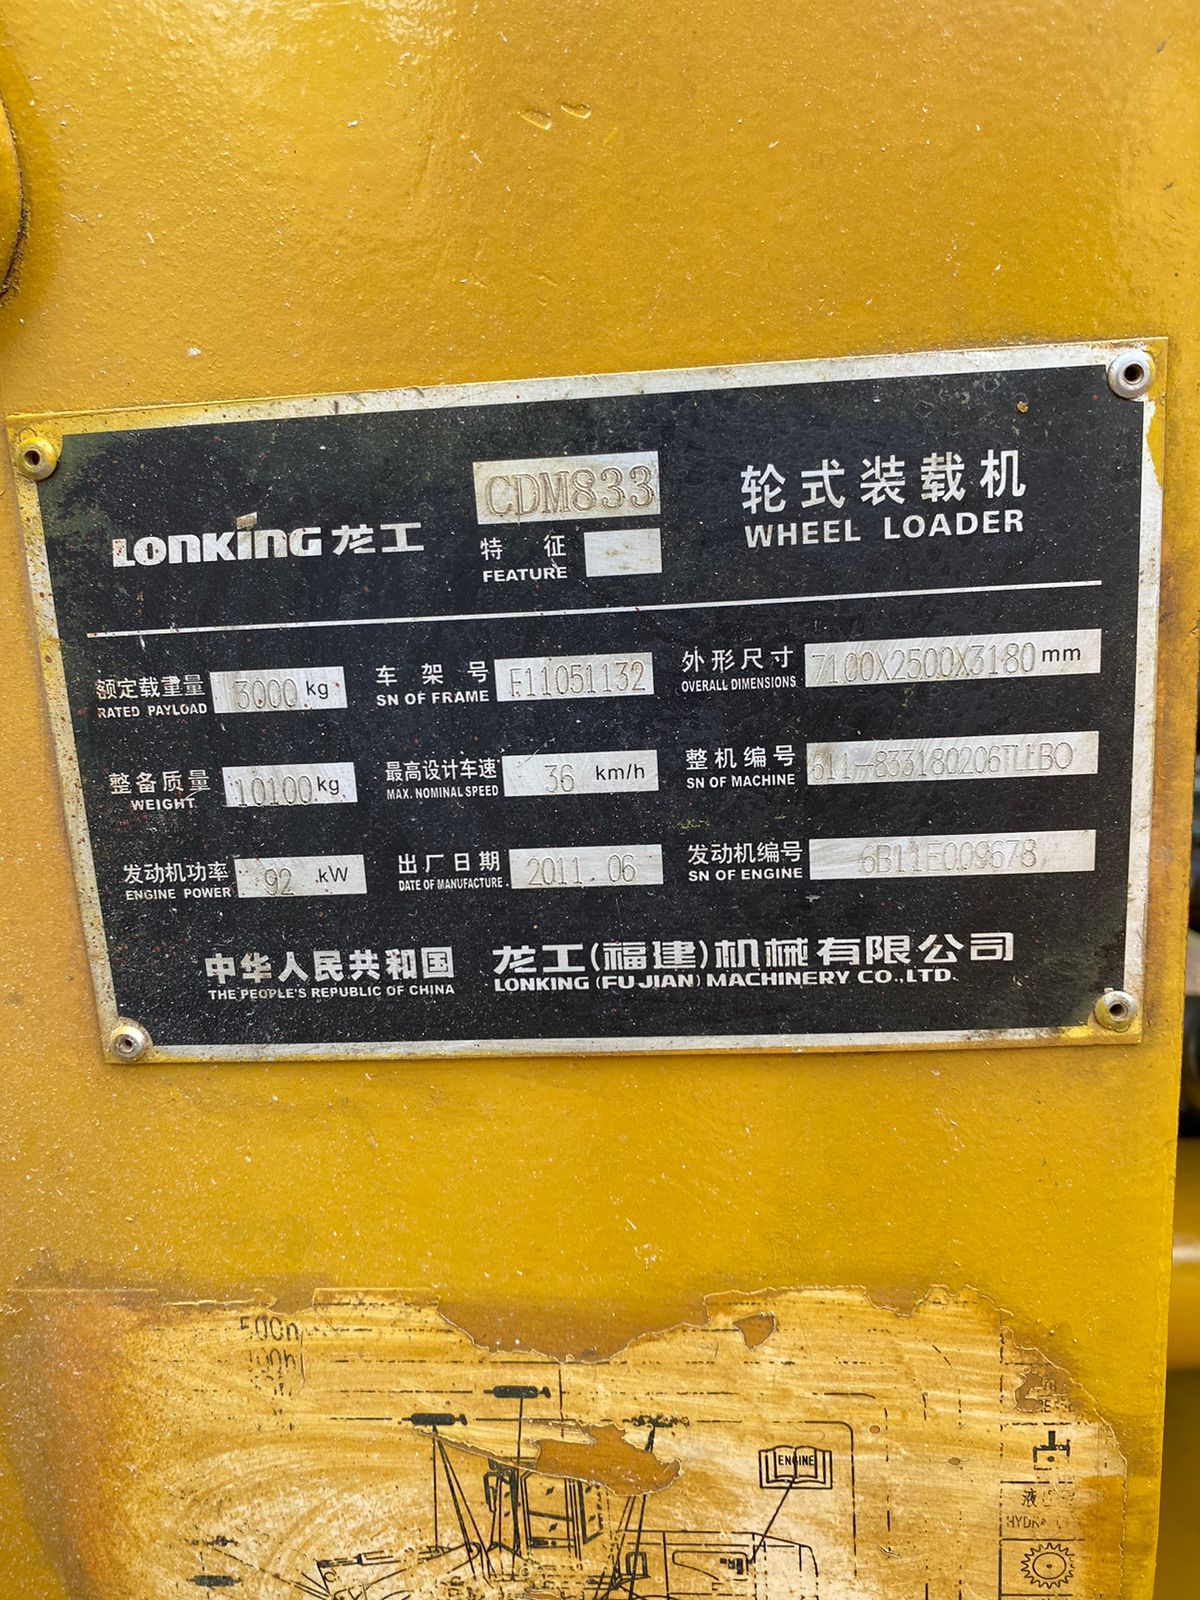 LONKING 龙工
CDM833
特 征
FEATURE
轮式装载机
WHEEL LOADER
额定载重量 3000 kg
RATED PAYLOAD
车架号 F11051132
SN OF FRAME
外形尺寸 7100X2500X3180 mm
OVERALL DIMENSIONS
整备质量 10100 kg
WEIGHT
最高设计车速 36 km/h
MAX. NOMINAL SPEED
整机编号
SN OF MACHINE
发动机功率 92 kW
ENGINE POWER
出厂日期 2011.06
DATE OF MANUFACTURE
发动机编号 6B11E009678
SN OF ENGINE
中华人民共和国
THE PEOPLE'S REPUBLIC OF CHINA
龙工(福建)机械有限公司
LONKING (FUJIAN) MACHINERY CO.,LTD.
ENGINE
液